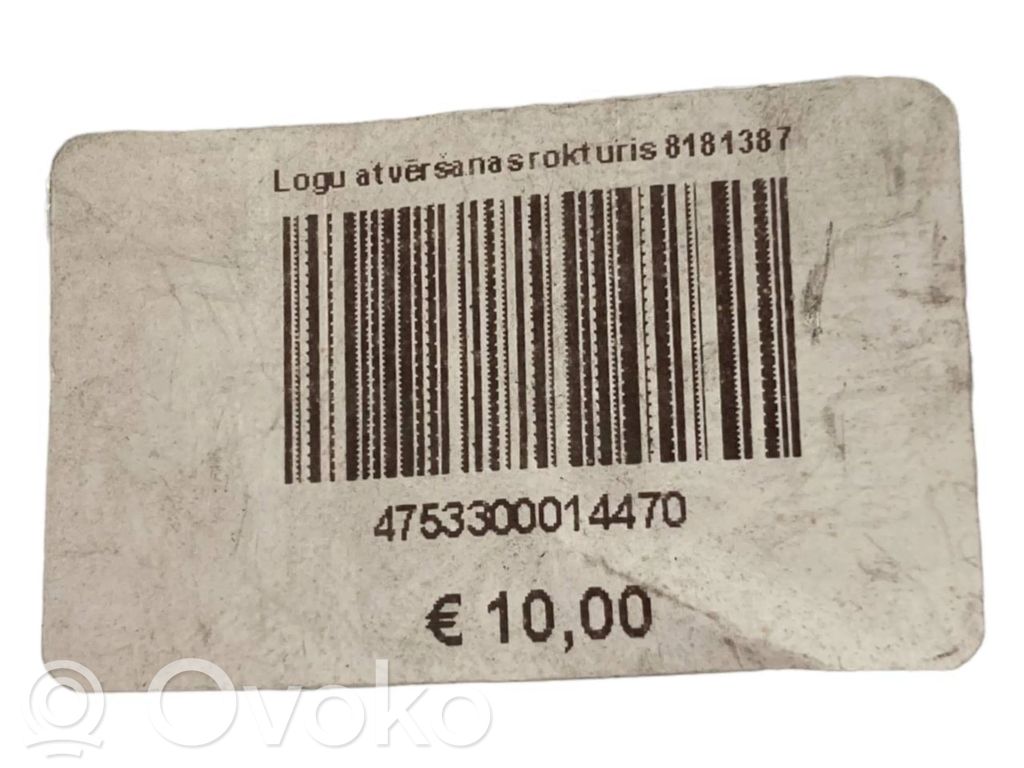 Logu atvēršanas rokturis 8181387
4753300014470
€ 10,00
Ovoko